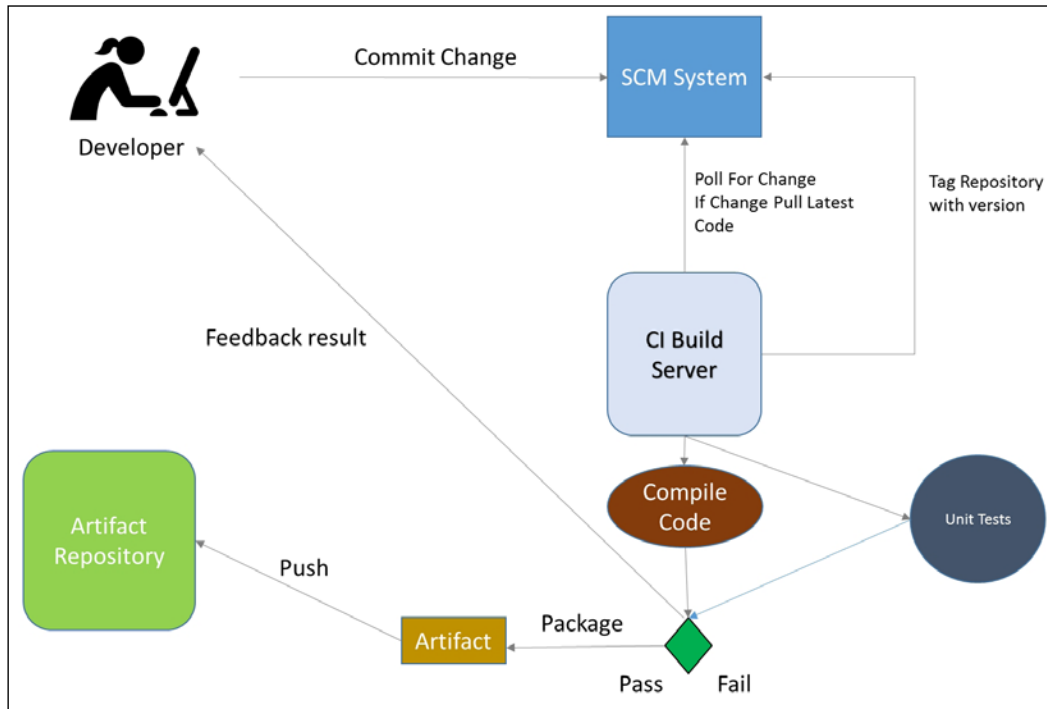 Commit Change
SCM System
Developer
Poll For Change
If Change Pull Latest
Code
Tag Repository
with version
Feedback result
CI Build
Server
Compile
Code
Unit Tests
Artifact
Repository
Push
Artifact
Package
Pass
Fail